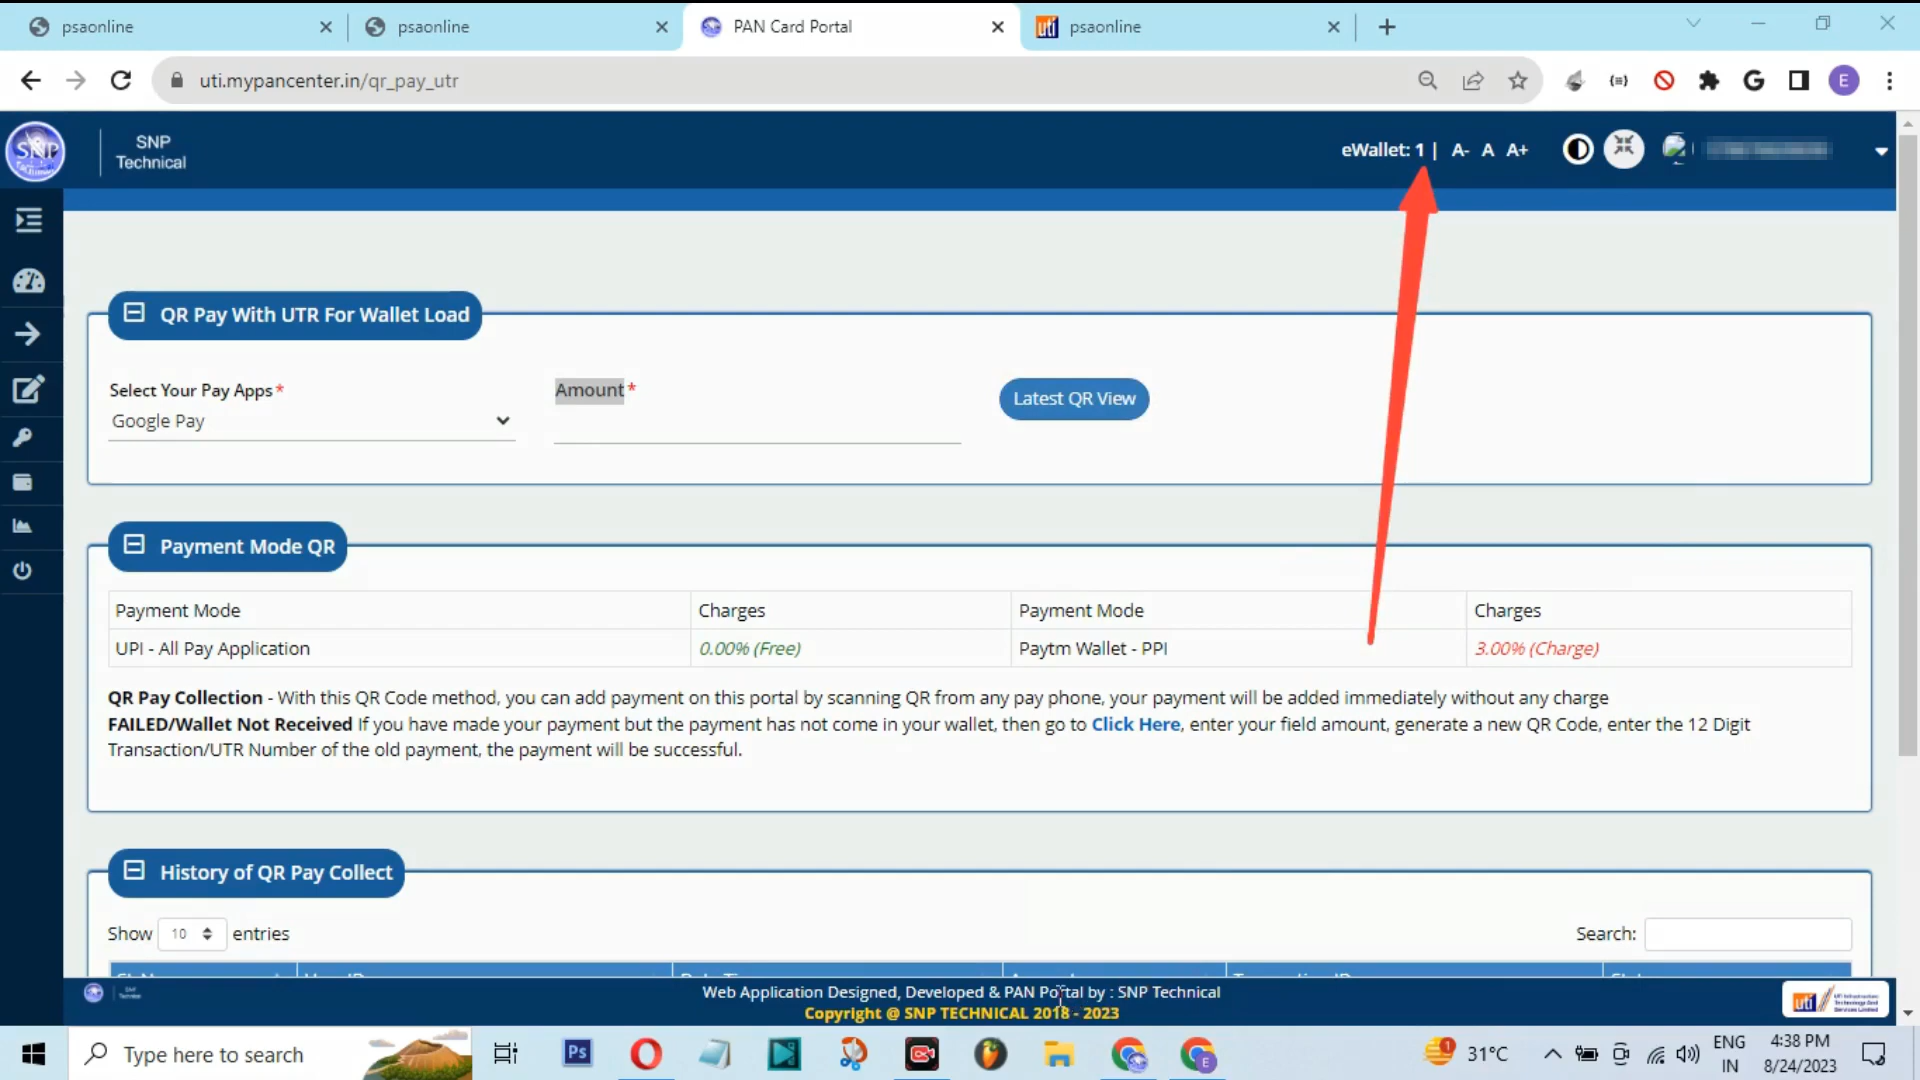 psaonline
psaonline
PAN Card Portal
psaonline
uti.mypancenter.in/qr_pay_utr
E
SNP
SNP
Technical
eWallet: 1 | A- A A+
QR Pay With UTR For Wallet Load
Select Your Pay Apps*
Amount*
Google Pay
Latest QR View
Payment Mode QR
Payment Mode Charges Payment Mode Charges
UPI - All Pay Application 0.00% (Free) Paytm Wallet - PPI 3.00% (Charge)
QR Pay Collection - With this QR Code method, you can add payment on this portal by scanning QR from any pay phone, your payment will be added immediately without any charge
FAILED/Wallet Not Received If you have made your payment but the payment has not come in your wallet, then go to Click Here, enter your field amount, generate a new QR Code, enter the 12 Digit
Transaction/UTR Number of the old payment, the payment will be successful.
History of QR Pay Collect
Show 10 entries
Search:
Web Application Designed, Developed & PAN Portal by : SNP Technical
Copyright @ SNP TECHNICAL 2018 - 2023
uti
Type here to search
Ps
31°C
ENG
IN
4:38 PM
8/24/2023